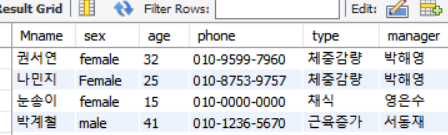 Result Grid Filter Rows: Edit:
Mname sex age phone type manager
권서연 female 32 010-9599-7960 체중감량 박해영
나민지 Female 25 010-8753-9757 체중감량 박해영
눈송이 female 15 010-0000-0000 채식 영은수
박계철 male 41 010-1236-5670 근육증가 서동재